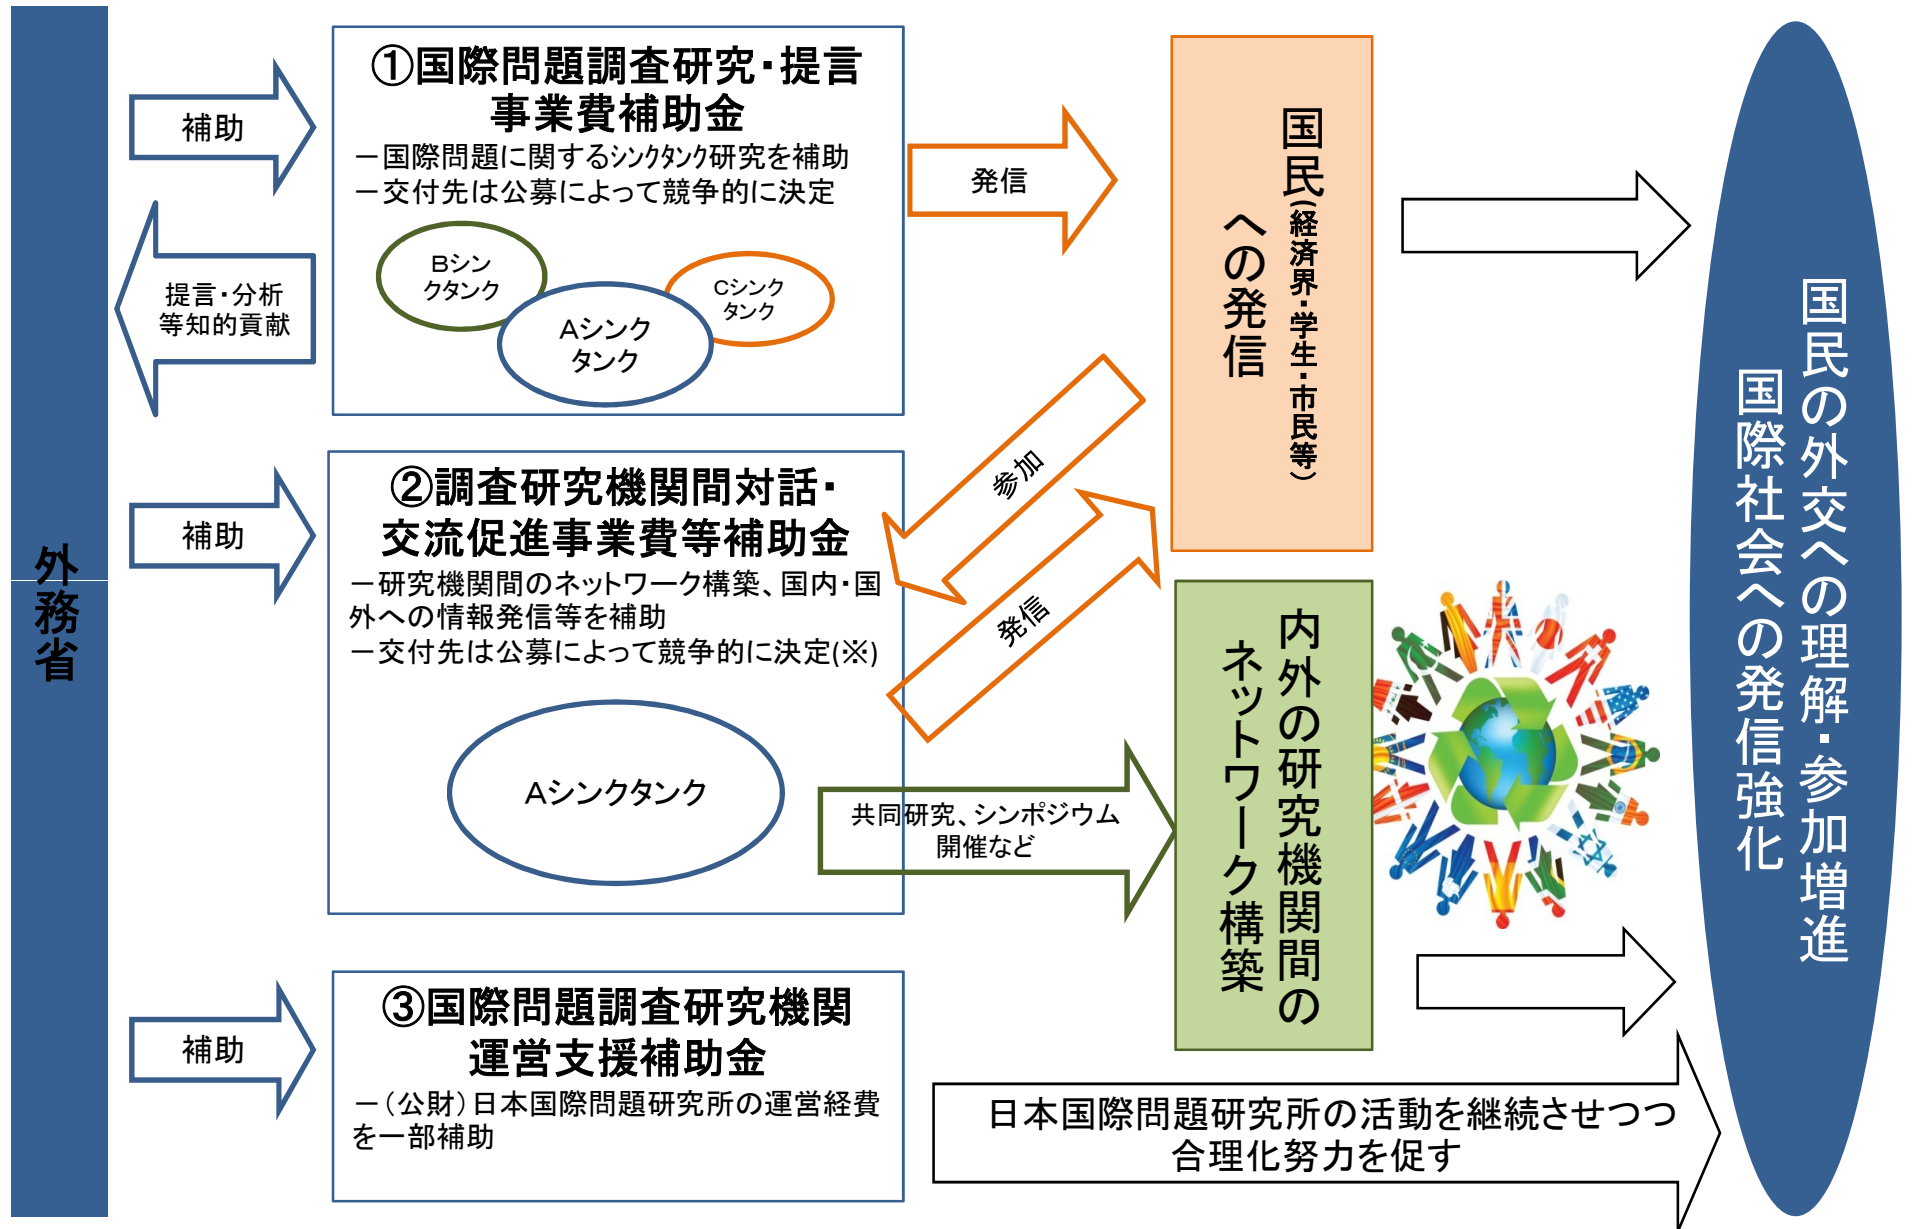 外務省
補助
①国際問題調査研究・提言
事業費補助金
－国際問題に関するシンクタンク研究を補助
－交付先は公募によって競争的に決定
Bシン
クタンク
Aシンク
タンク
Cシンク
タンク
提言・分析
等知的貢献
発信
国民(経済界・学生・市民等)
への発信
補助
②調査研究機関間対話・
交流促進事業費等補助金
－研究機関間のネットワーク構築、国内・国
外への情報発信等を補助
－交付先は公募によって競争的に決定(※)
Aシンクタンク
参加
発信
共同研究、シンポジウム
開催など
内外の研究機関間の
ネットワーク構築
補助
③国際問題調査研究機関
運営支援補助金
－（公財）日本国際問題研究所の運営経費
を一部補助
日本国際問題研究所の活動を継続させつつ
合理化努力を促す
国民の外交への理解・参加増進
国際社会への発信強化